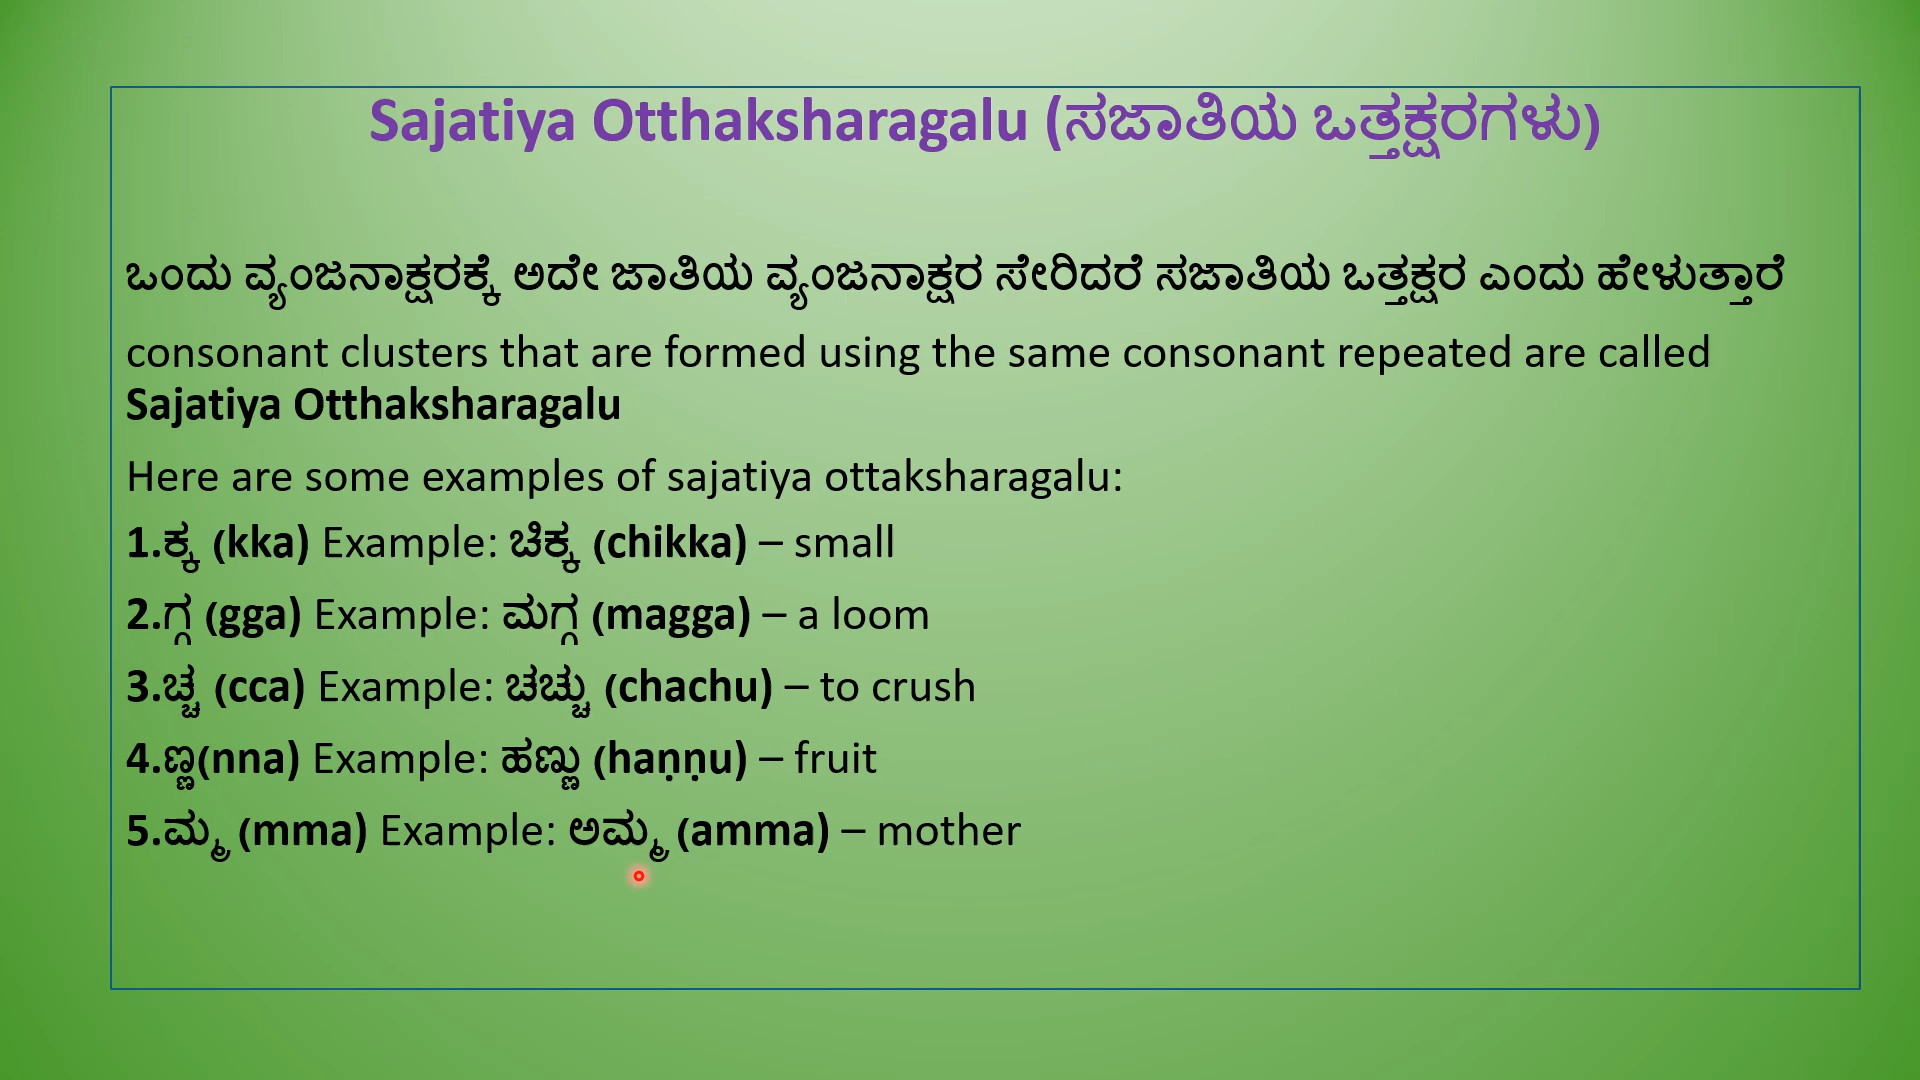 Sajatiya Otthaksharagalu (ಸಜಾತಿಯ ಒತ್ತಕ್ಷರಗಳು)
ಒಂದು ವ್ಯಂಜನಾಕ್ಷರಕ್ಕೆ ಅದೇ ಜಾತಿಯ ವ್ಯಂಜನಾಕ್ಷರ ಸೇರಿದರೆ ಸಜಾತಿಯ ಒತ್ತಕ್ಷರ ಎಂದು ಹೇಳುತ್ತಾರೆ
consonant clusters that are formed using the same consonant repeated are called
Sajatiya Otthaksharagalu
Here are some examples of sajatiya ottaksharagalu:
1.ಕ್ಕ (kka) Example: ಚಿಕ್ಕ (chikka) – small
2.ಗ್ಗ (gga) Example: ಮಗ್ಗ (magga) – a loom
3.ಚ್ಚ (cca) Example: ಚಚ್ಚು (chachu) – to crush
4.ಣ್ಣ(nna) Example: ಹಣ್ಣು (haṇṇu) – fruit
5.ಮ್ಮ (mma) Example: ಅಮ್ಮ (amma) – mother